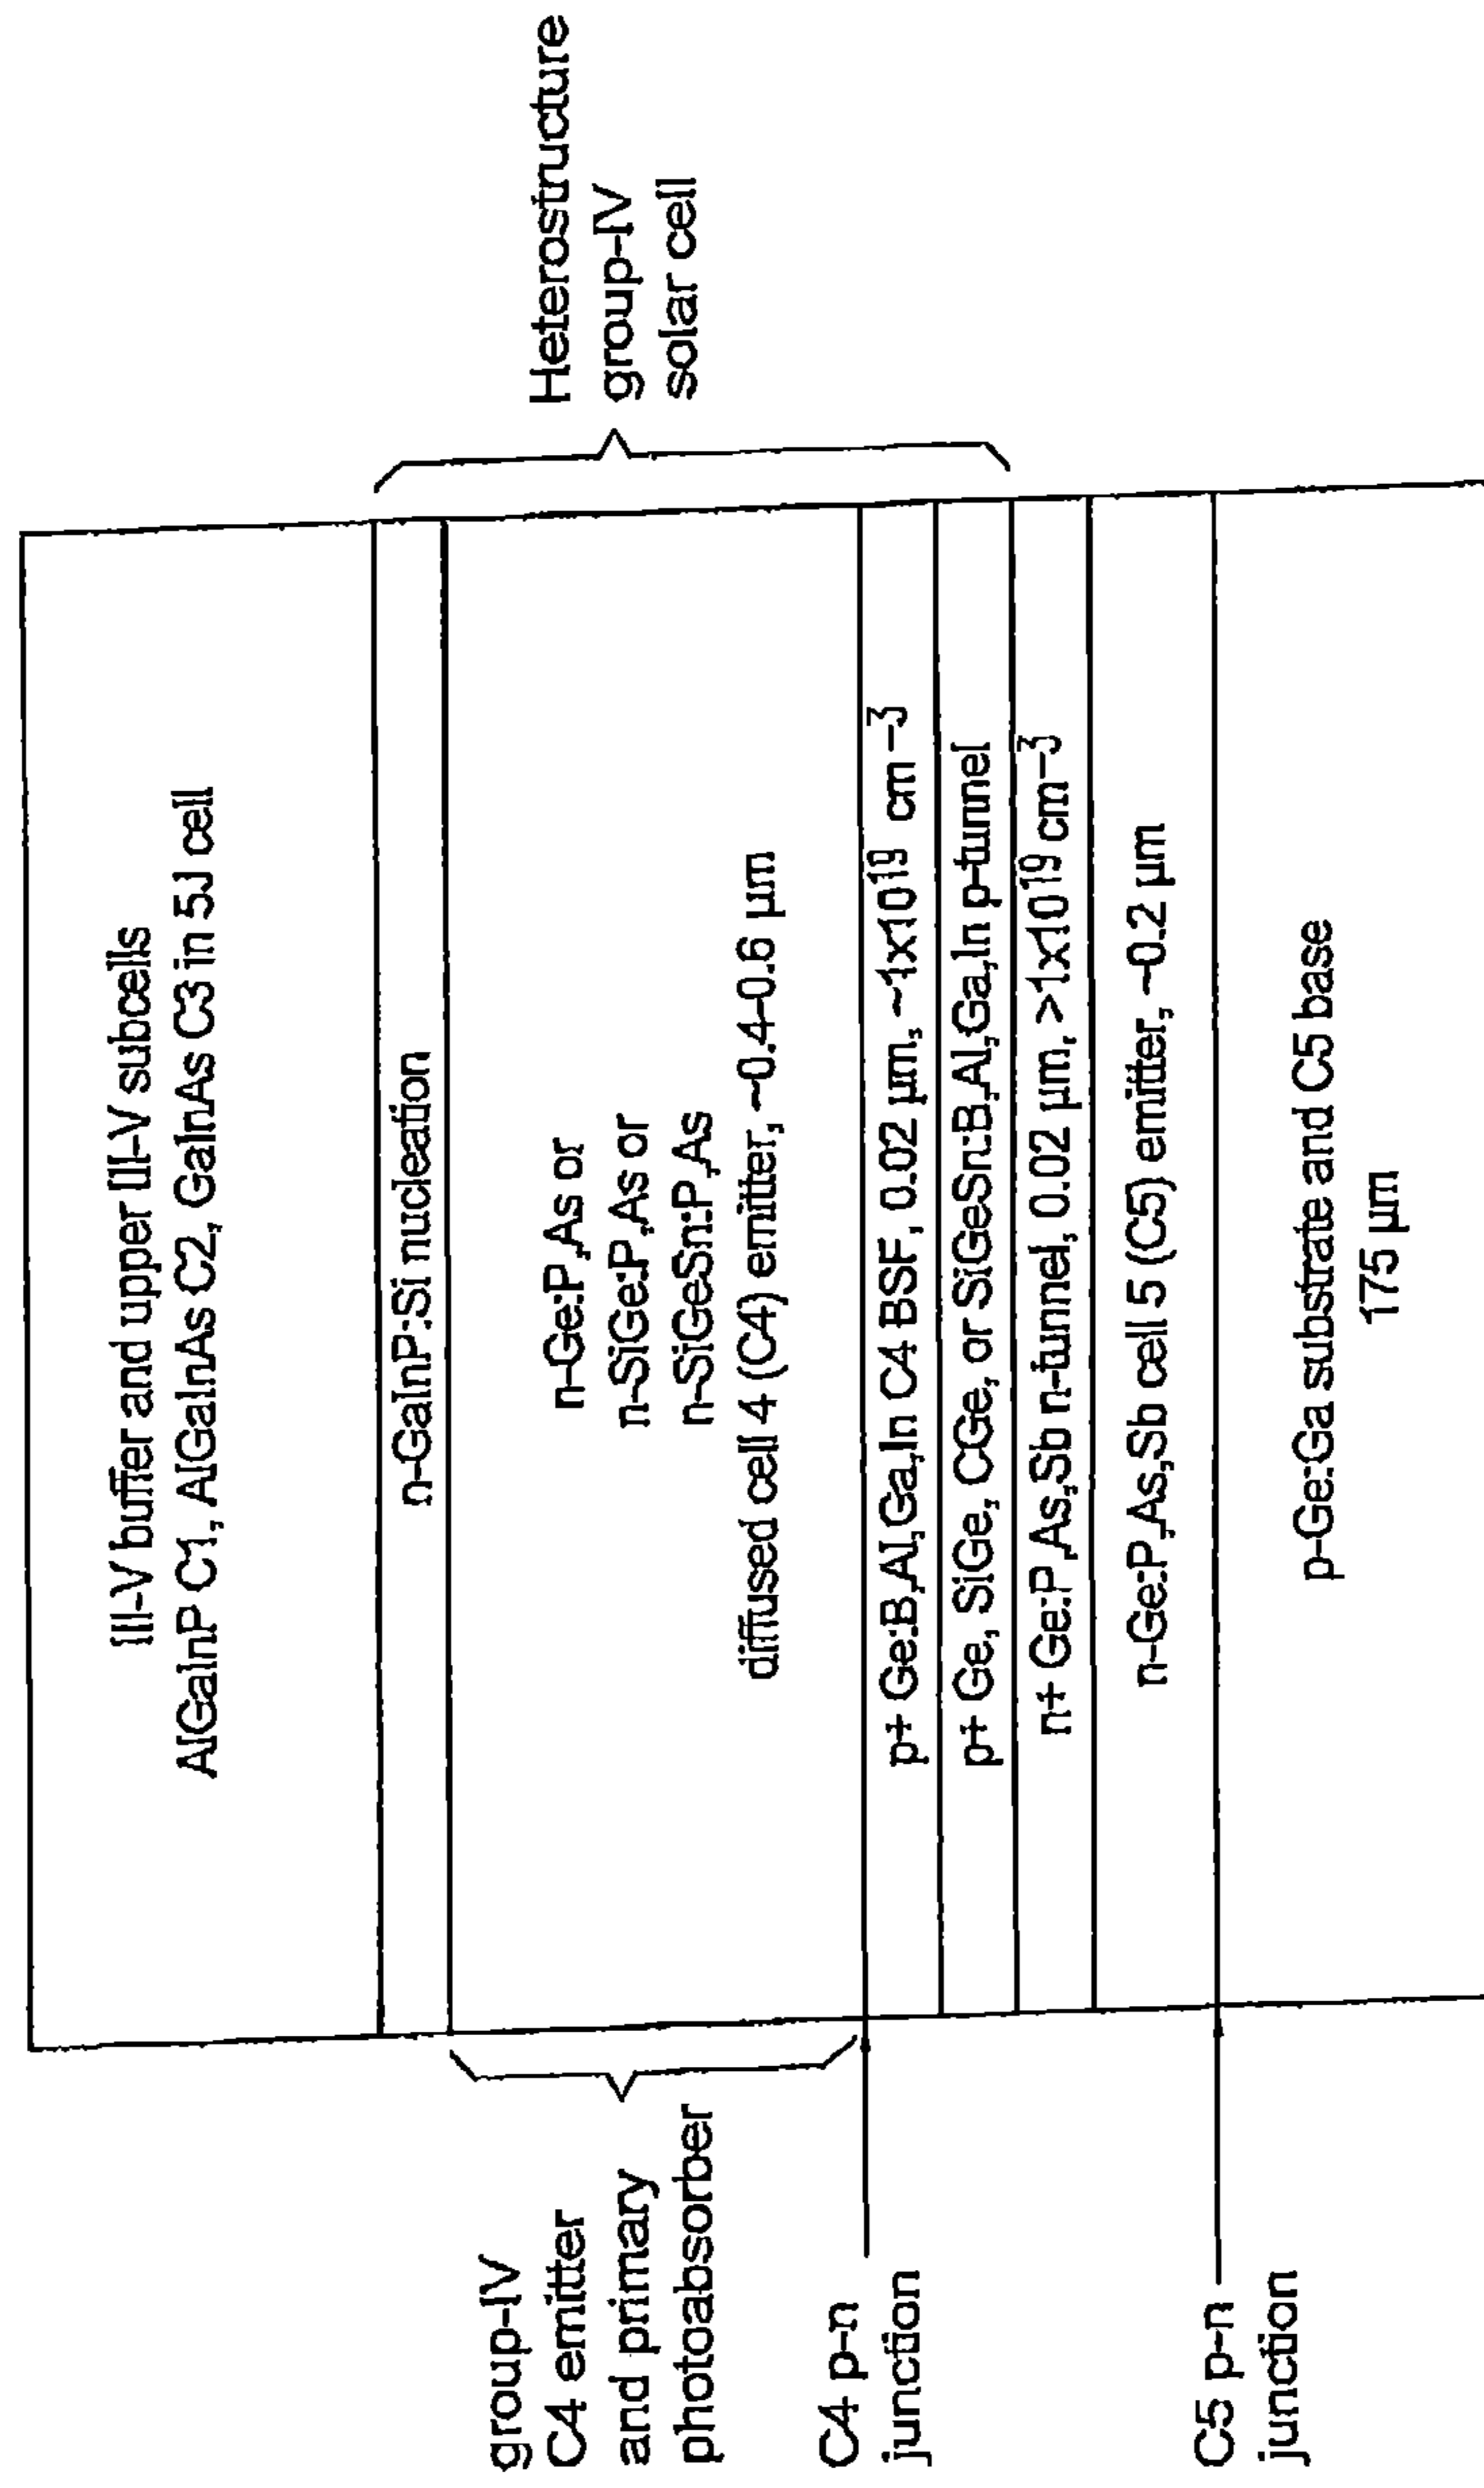 III-V buffer and upper III-V subcells
AlGaInP C1, AlGaInAs C2, GaInAs C3 in 5J cell
n-GaInP:Si nucleation
n-Ge:P,As or
n-SiGe:P,As or
n-SiGeSn:P,As
diffused cell 4 (C4) emitter, ~0.4-0.6 µm
p+ Ge:B,Al,Ga,In C4 BSF, 0.02 µm, ~1x10¹⁹ cm⁻³
p+ Ge, SiGe, CGe, or SiGeSn:B,Al,Ga,In p-tunnel
n+ Ge:P,As,Sb n-tunnel, 0.02 µm, >1x10¹⁹ cm⁻³
n-Ge:P,As,Sb cell 5 (C5) emitter, ~0.2 µm
p-Ge:Ga substrate and C5 base
175 µm
group-IV
C4 emitter
and primary
photoabsorber
C4 p-n
junction
C5 p-n
junction
Heterostructure
group-IV
solar cell